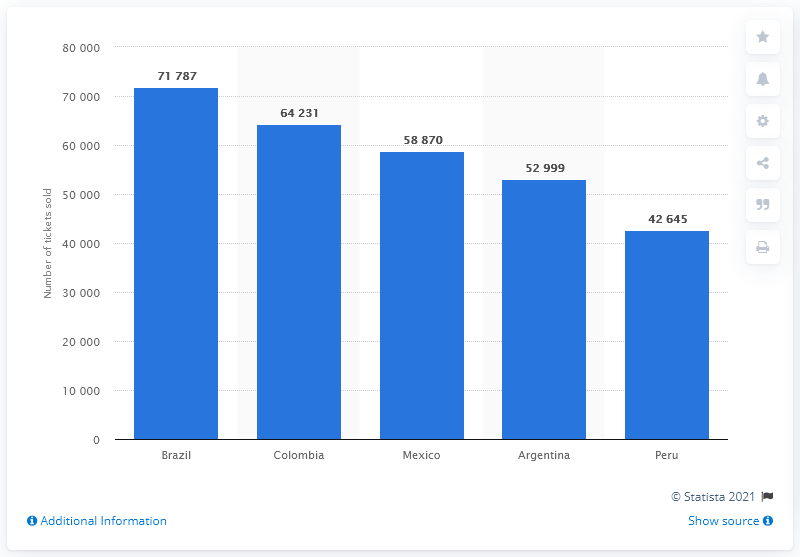 80 000
70 000
60 000
50 000
40 000
30 000
20 000
10 000
0
Number of tickets sold
71 787
64 231
58 870
52 999
42 645
Brazil
Colombia
Mexico
Argentina
Peru
© Statista 2021
Additional Information
Show source